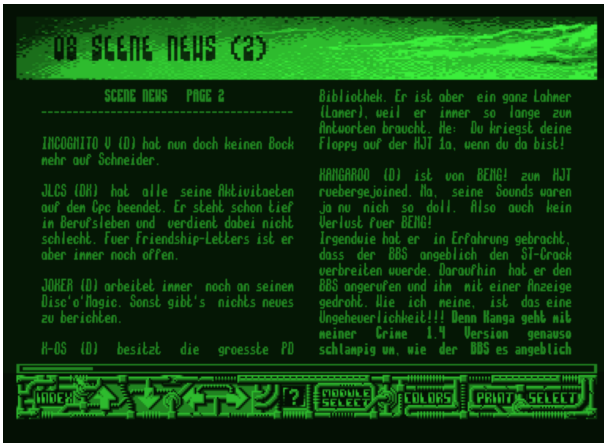 08 SCENE NEWS (2)
SCENE NEWS PAGE 2
INCOGNITO V (D) hat nun doch keinen Bock
mehr auf Schneider.
JLCS (DK) hat alle seine Aktivitaeten
auf dem Cpc beendet. Er steht schon tief
im Berufsleben und verdient dabei nicht
schlecht. Fuer Friendship-Letters ist er
aber immer noch offen.
JOKER (D) arbeitet immer noch an seinem
Disc'o'Magic. Sonst gibt's nichts neues
zu berichten.
K-OS (D) besitzt die groesste PD
Bibliothek. Er ist aber ein ganz Lahmer
(Lamer), weil er immer so lange zum
Antworten braucht. He: Du kriegst deine
Floppy auf der HJT 1a, wenn du da bist!
KANGAROO (D) ist von BENG! zum HJT
ruebergejoined. Na, seine Sounds waren
ja nu nich so doll. Also auch kein
Verlust fuer BENG!
Irgendwie hat er in Erfahrung gebracht,
dass der BBS angeblich den ST-Crack
verbreiten wuerde. Daraufhin hat er den
BBS angerufen und ihm mit einer Anzeige
gedroht. Wie ich meine, ist das eine
Ungeheuerlichkeit!!! Denn Kanga geht mit
meiner Crime 1.4 Version genauso
schlampig um, wie der BBS es angeblich
INDEX
?
MODULE
SELECT
COLORS
PRINT
SELECT